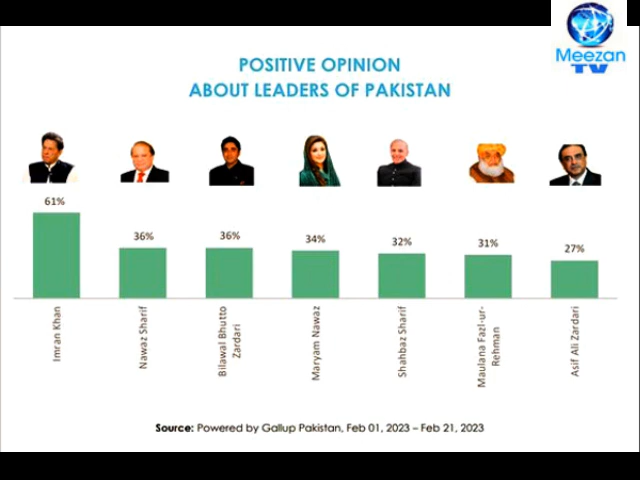 Meezan
TV
POSITIVE OPINION
ABOUT LEADERS OF PAKISTAN
61%
36%
36%
34%
32%
31%
27%
Imran Khan
Nawaz Sharif
Bilawal Bhutto
Zardari
Maryam Nawaz
Shahbaz Sharif
Maulana Fazl-ur-
Rehman
Asif Ali Zardari
Source: Powered by Gallup Pakistan, Feb 01, 2023 – Feb 21, 2023